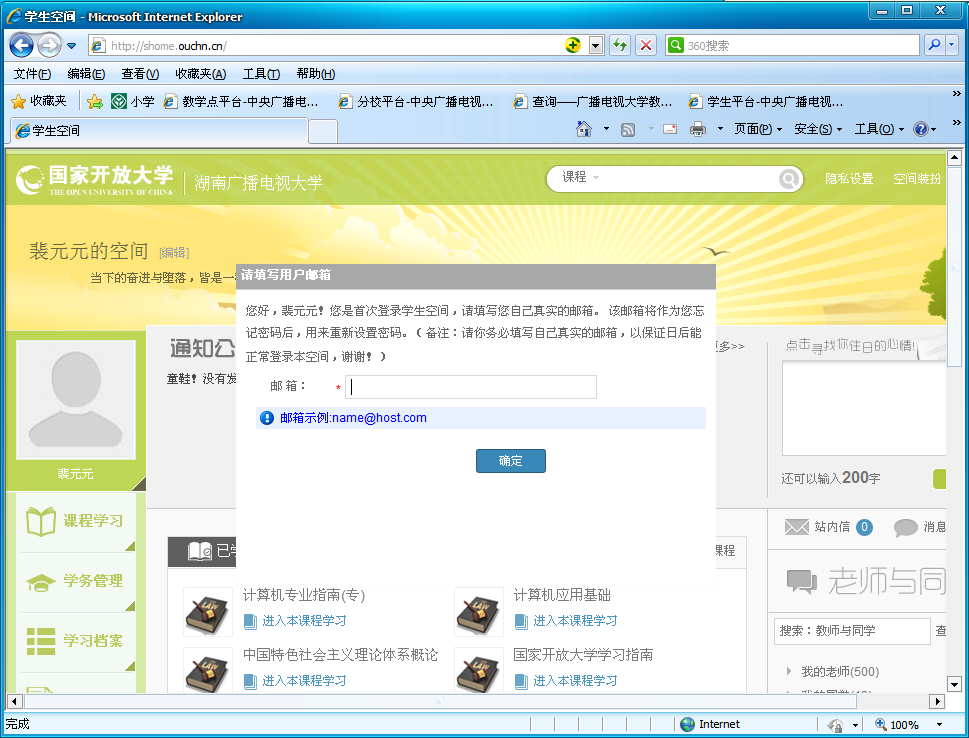 学生空间 - Microsoft Internet Explorer
http://shome.ouchn.cn/
360搜索
文件(F) 编辑(E) 查看(V) 收藏夹(A) 工具(T) 帮助(H)
收藏夹 小学 教学点平台-中央广播电... 分校平台-中央广播电视... 查询——广播电视大学教... 学生平台-中央广播电视...
学生空间
页面(P) 安全(S) 工具(O)
国家开放大学
THE OPEN UNIVERSITY OF CHINA
湖南广播电视大学
课程
隐私设置 空间装扮
裴元元的空间 [编辑]
当下的奋进与堕落，皆是一
请填写用户邮箱
您好，裴元元！您是首次登录学生空间，请填写您自己真实的邮箱。该邮箱将作为您忘
记密码后，用来重新设置密码。（备注：请你务必填写自己真实的邮箱，以保证日后能
正常登录本空间，谢谢！）
邮 箱： *
邮箱示例:name@host.com
确定
通知公
童鞋！没有发
多>>
点击寻找你往日的心情!
还可以输入200字
裴元元
课程学习
学务管理
学习档案
已学
课程
站内信 0 消息
老师与同
计算机专业指南(专)
进入本课程学习
计算机应用基础
进入本课程学习
中国特色社会主义理论体系概论
进入本课程学习
国家开放大学学习指南
进入本课程学习
LAW
LAW
LAW
LAW
搜索：教师与同学 查
我的老师(500)
完成
Internet
100%